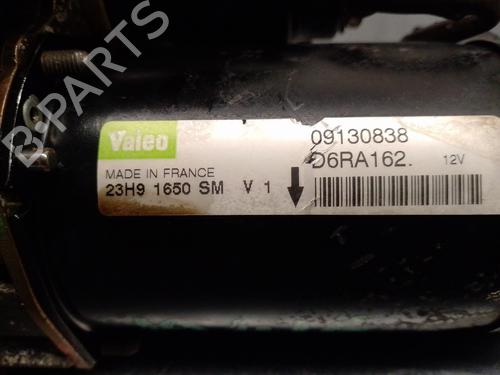 B-PARTS
Valeo
MADE IN FRANCE
23H9 1650 SM V 1
09130838
D6RA162. 12V